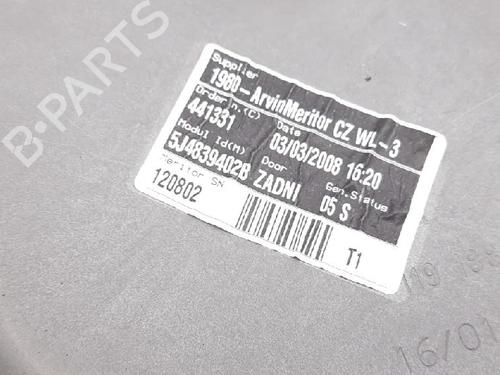 B-PARTS
Supplier
1980-ArvinMeritor CZ WL-3
Order n.(C) Date
441331 03/03/2008 16:20
Modul Id(M) Door Gen.Status
5J4839402B ZADNI 05 S
Meritor SN
120802
T1
16/01